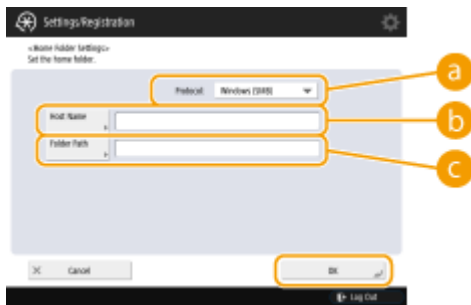 Settings/Registration
<Home Folder Settings>
Set the home folder.
Protocol: Windows (SMB)
a
Host Name
b
Folder Path
c
Cancel
OK
Log Out